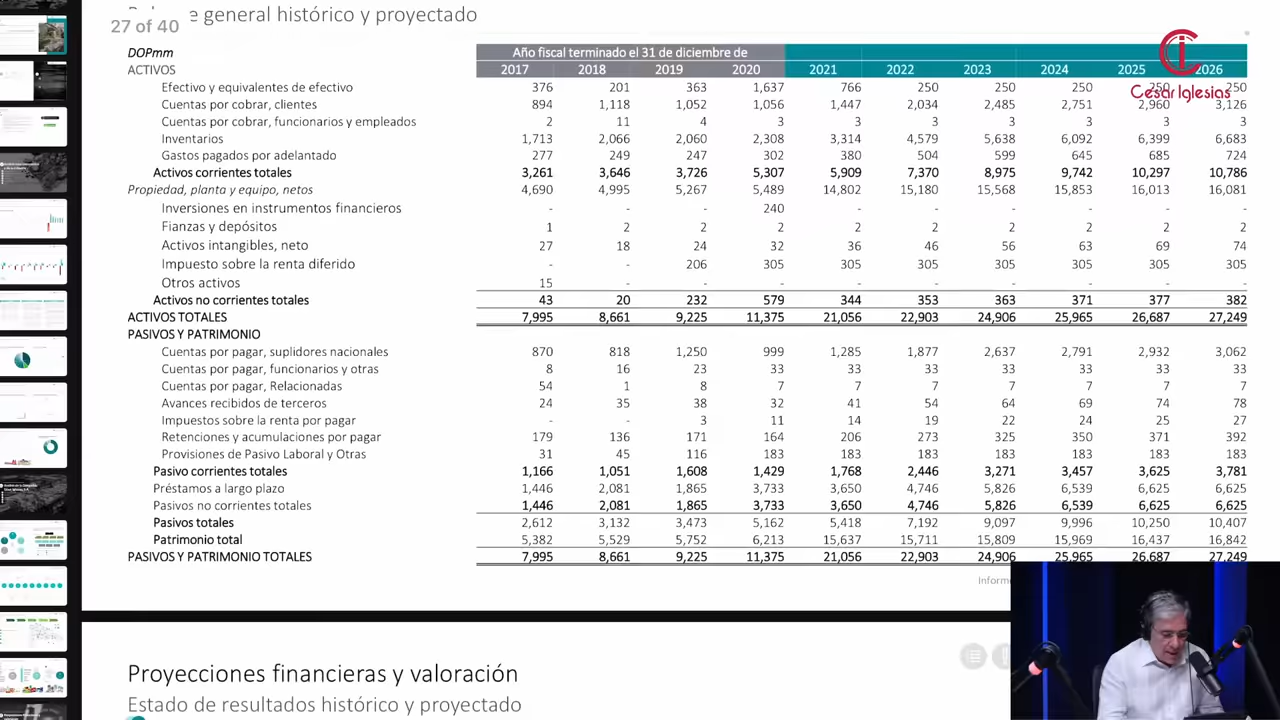 e general histórico y proyectado
27 of 40
DOPmm Año fiscal terminado el 31 de diciembre de
ACTIVOS 2017 2018 2019 2020 2021 2022 2023 2024 2025 2026
César Iglesias
Efectivo y equivalentes de efectivo 376 201 363 1,637 766 250 250 250 250 250
Cuentas por cobrar, clientes 894 1,118 1,052 1,056 1,447 2,034 2,485 2,751 2,960 3,126
Cuentas por cobrar, funcionarios y empleados 2 11 4 3 3 3 3 3 3 3
Inventarios 1,713 2,066 2,060 2,308 3,314 4,579 5,638 6,092 6,399 6,683
Gastos pagados por adelantado 277 249 247 302 380 504 599 645 685 724
Activos corrientes totales 3,261 3,646 3,726 5,307 5,909 7,370 8,975 9,742 10,297 10,786
Propiedad, planta y equipo, netos 4,690 4,995 5,267 5,489 14,802 15,180 15,568 15,853 16,013 16,081
Inversiones en instrumentos financieros - - - 240 - - - - - -
Fianzas y depósitos 1 2 2 2 2 2 2 2 2 2
Activos intangibles, neto 27 18 24 32 36 46 56 63 69 74
Impuesto sobre la renta diferido - - 206 305 305 305 305 305 305 305
Otros activos 15 - - - - - - - - -
Activos no corrientes totales 43 20 232 579 344 353 363 371 377 382
ACTIVOS TOTALES 7,995 8,661 9,225 11,375 21,056 22,903 24,906 25,965 26,687 27,249
PASIVOS Y PATRIMONIO
Cuentas por pagar, suplidores nacionales 870 818 1,250 999 1,285 1,877 2,637 2,791 2,932 3,062
Cuentas por pagar, funcionarios y otras 8 16 23 33 33 33 33 33 33 33
Cuentas por pagar, Relacionadas 54 1 8 7 7 7 7 7 7 7
Avances recibidos de terceros 24 35 38 32 41 54 64 69 74 78
Impuestos sobre la renta por pagar - - 3 11 14 19 22 24 25 27
Retenciones y acumulaciones por pagar 179 136 171 164 206 273 325 350 371 392
Provisiones de Pasivo Laboral y Otras 31 45 116 183 183 183 183 183 183 183
Pasivo corrientes totales 1,166 1,051 1,608 1,429 1,768 2,446 3,271 3,457 3,625 3,781
Préstamos a largo plazo 1,446 2,081 1,865 3,733 3,650 4,746 5,826 6,539 6,625 6,625
Pasivos no corrientes totales 1,446 2,081 1,865 3,733 3,650 4,746 5,826 6,539 6,625 6,625
Pasivos totales 2,612 3,132 3,473 5,162 5,418 7,192 9,097 9,996 10,250 10,407
Patrimonio total 5,382 5,529 5,752 6,213 15,637 15,711 15,809 15,969 16,437 16,842
PASIVOS Y PATRIMONIO TOTALES 7,995 8,661 9,225 11,375 21,056 22,903 24,906 25,965 26,687 27,249
Proyecciones financieras y valoración
Estado de resultados histórico y proyectado